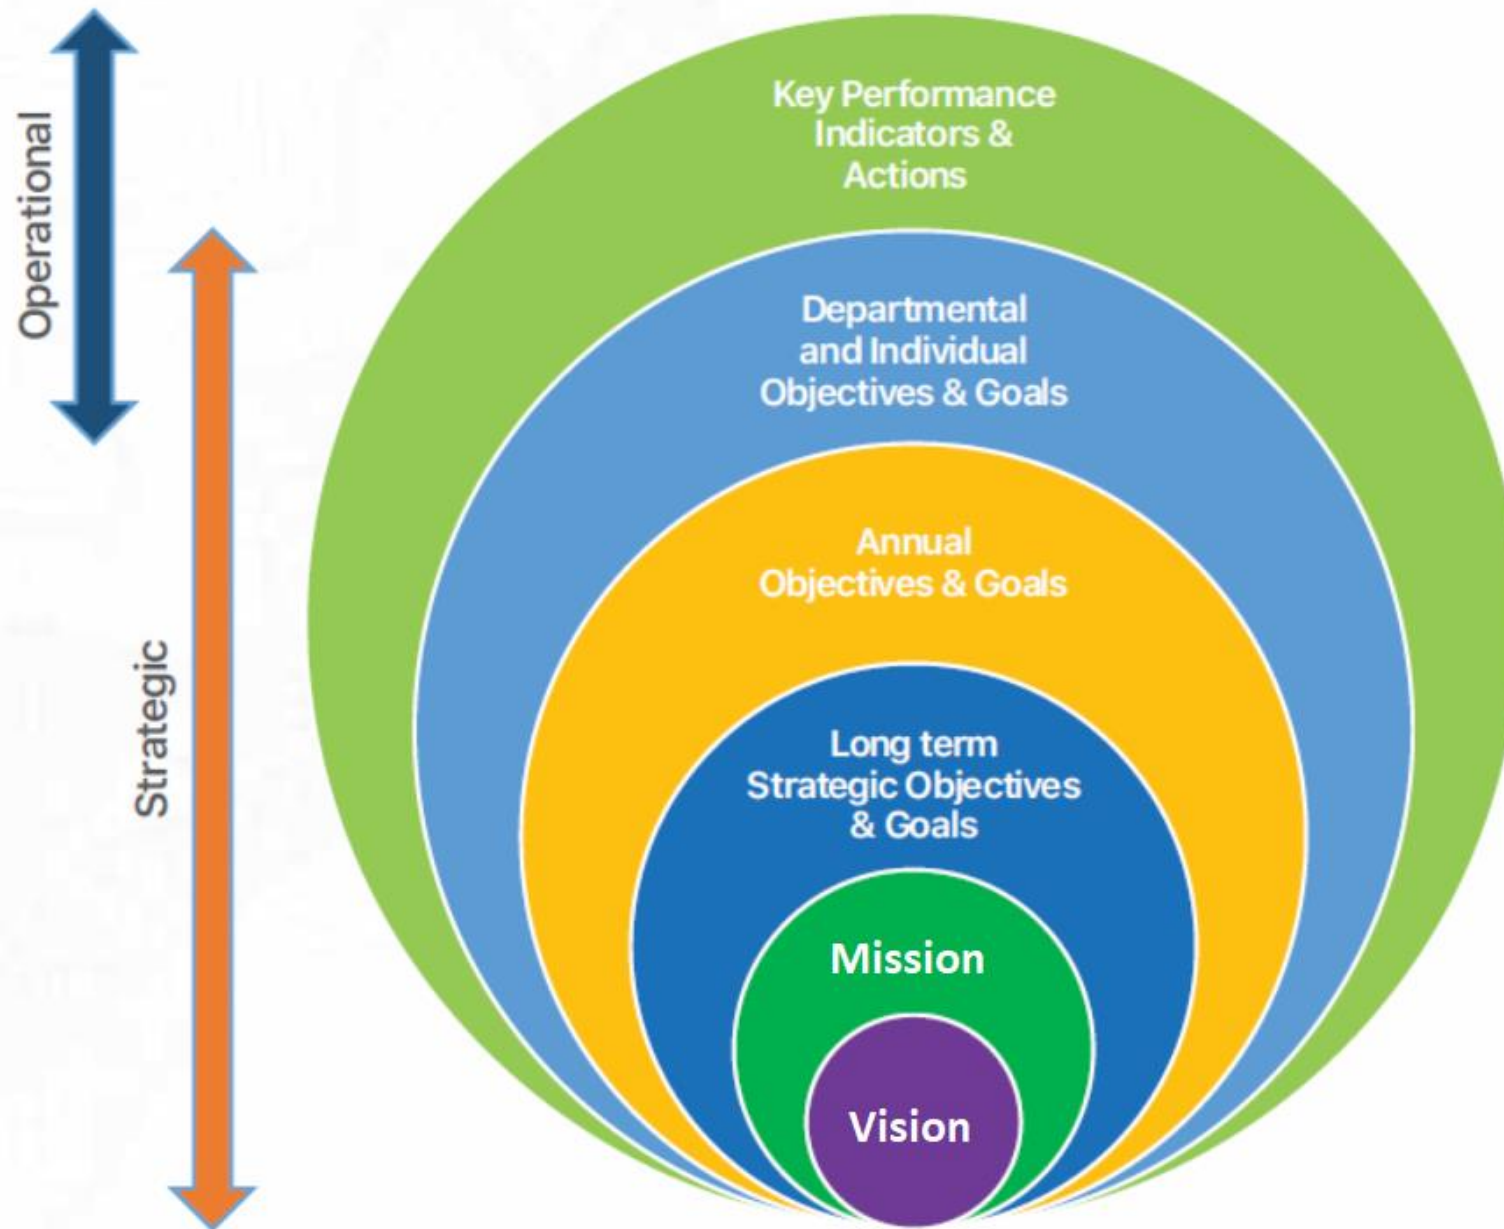 Operational
Strategic
Key Performance
Indicators &
Actions
Departmental
and Individual
Objectives & Goals
Annual
Objectives & Goals
Long term
Strategic Objectives
& Goals
Mission
Vision